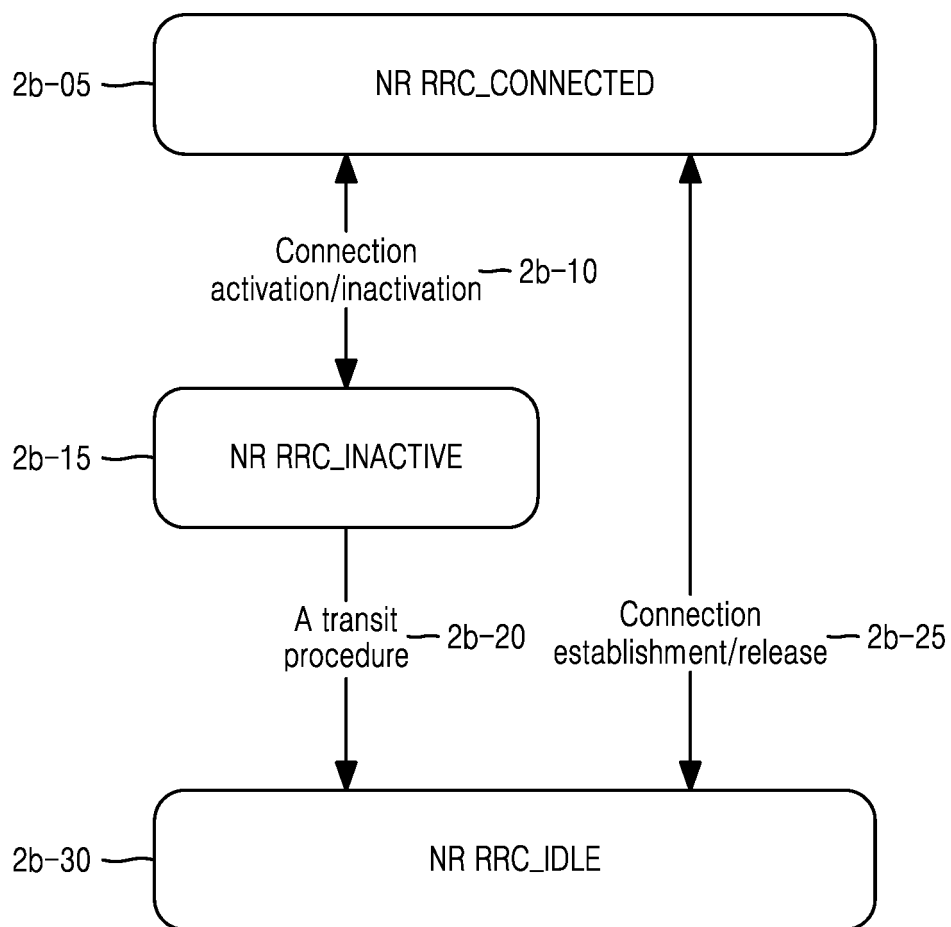 2b-05
NR RRC_CONNECTED
Connection
activation/inactivation
2b-10
2b-15
NR RRC_INACTIVE
A transit
procedure
2b-20
Connection
establishment/release
2b-25
2b-30
NR RRC_IDLE